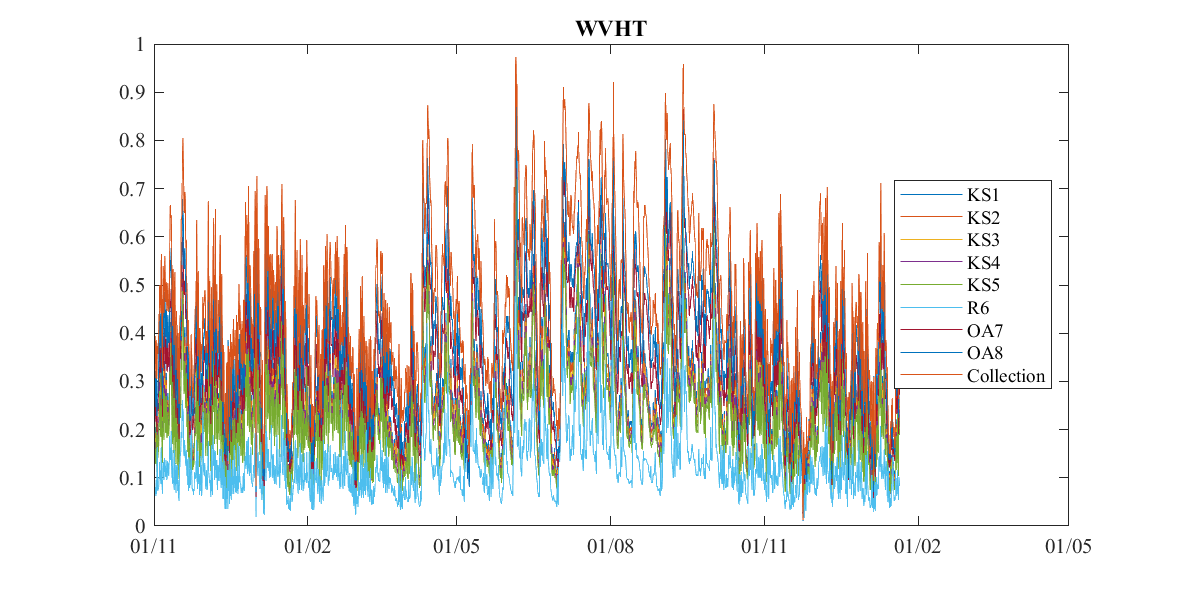 WVHT
1
0.9
0.8
0.7
0.6
0.5
0.4
0.3
0.2
0.1
0
01/11 01/02 01/05 01/08 01/11 01/02 01/05
KS1
KS2
KS3
KS4
KS5
R6
OA7
OA8
Collection